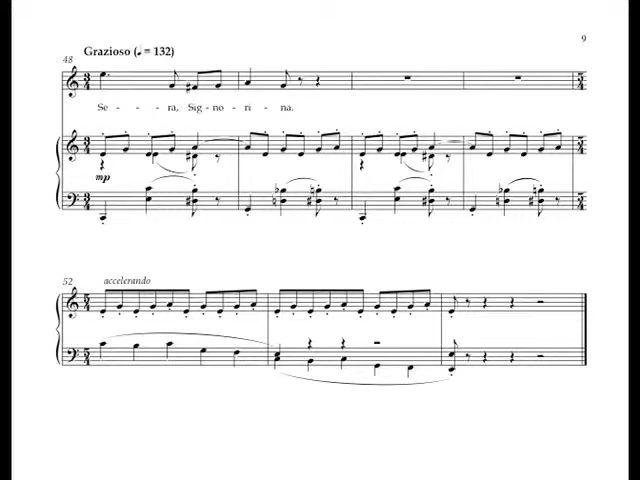 9
Grazioso (♩ = 132)
48
Se - - - ra, Sig - no - ri - na.
mp
52
accelerando